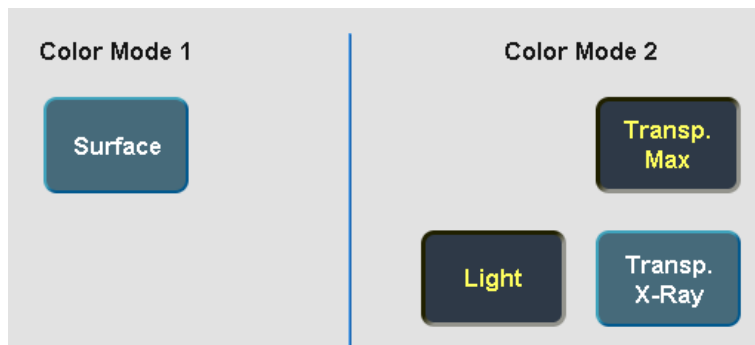 Color Mode 1
Color Mode 2
Surface
Transp.
Max
Light
Transp.
X-Ray